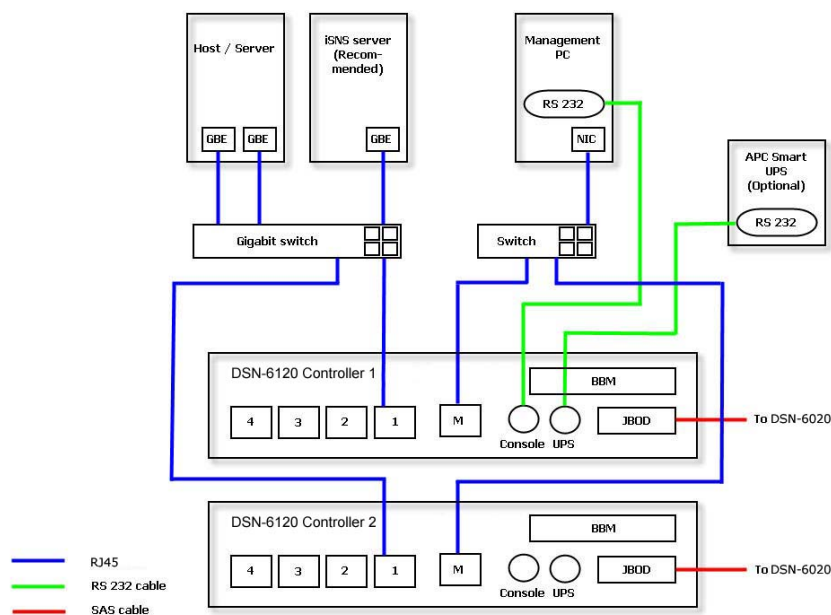 Host / Server
GBE
GBE
iSNS server
(Recom-
mended)
GBE
Management
PC
RS 232
NIC
APC Smart
UPS
(Optional)
RS 232
Gigabit switch
Switch
DSN-6120 Controller 1
BBM
4
3
2
1
M
Console
UPS
JBOD
To DSN-6020
DSN-6120 Controller 2
BBM
4
3
2
1
M
Console
UPS
JBOD
To DSN-6020
RJ45
RS 232 cable
SAS cable